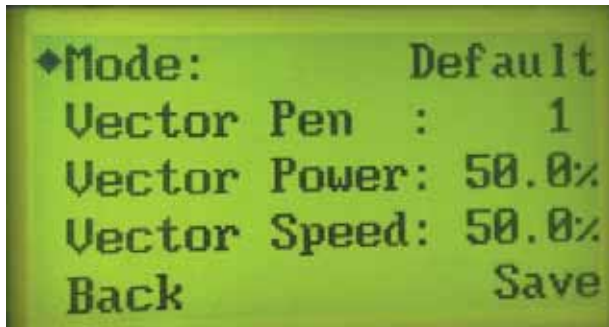 ◆Mode: Default
Vector Pen : 1
Vector Power: 50.0%
Vector Speed: 50.0%
Back Save